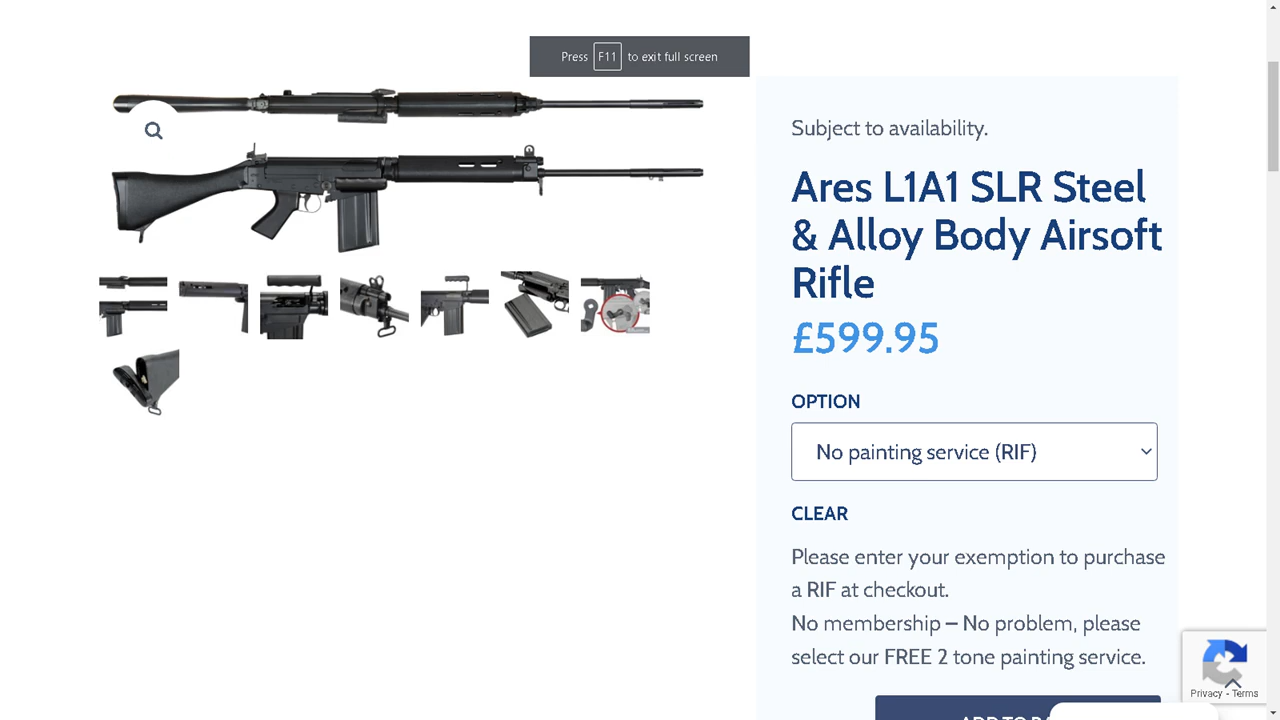 Press F11 to exit full screen
Subject to availability.
Ares L1A1 SLR Steel
& Alloy Body Airsoft
Rifle
£599.95
OPTION
No painting service (RIF)
CLEAR
Please enter your exemption to purchase
a RIF at checkout.
No membership – No problem, please
select our FREE 2 tone painting service.
Privacy - Terms